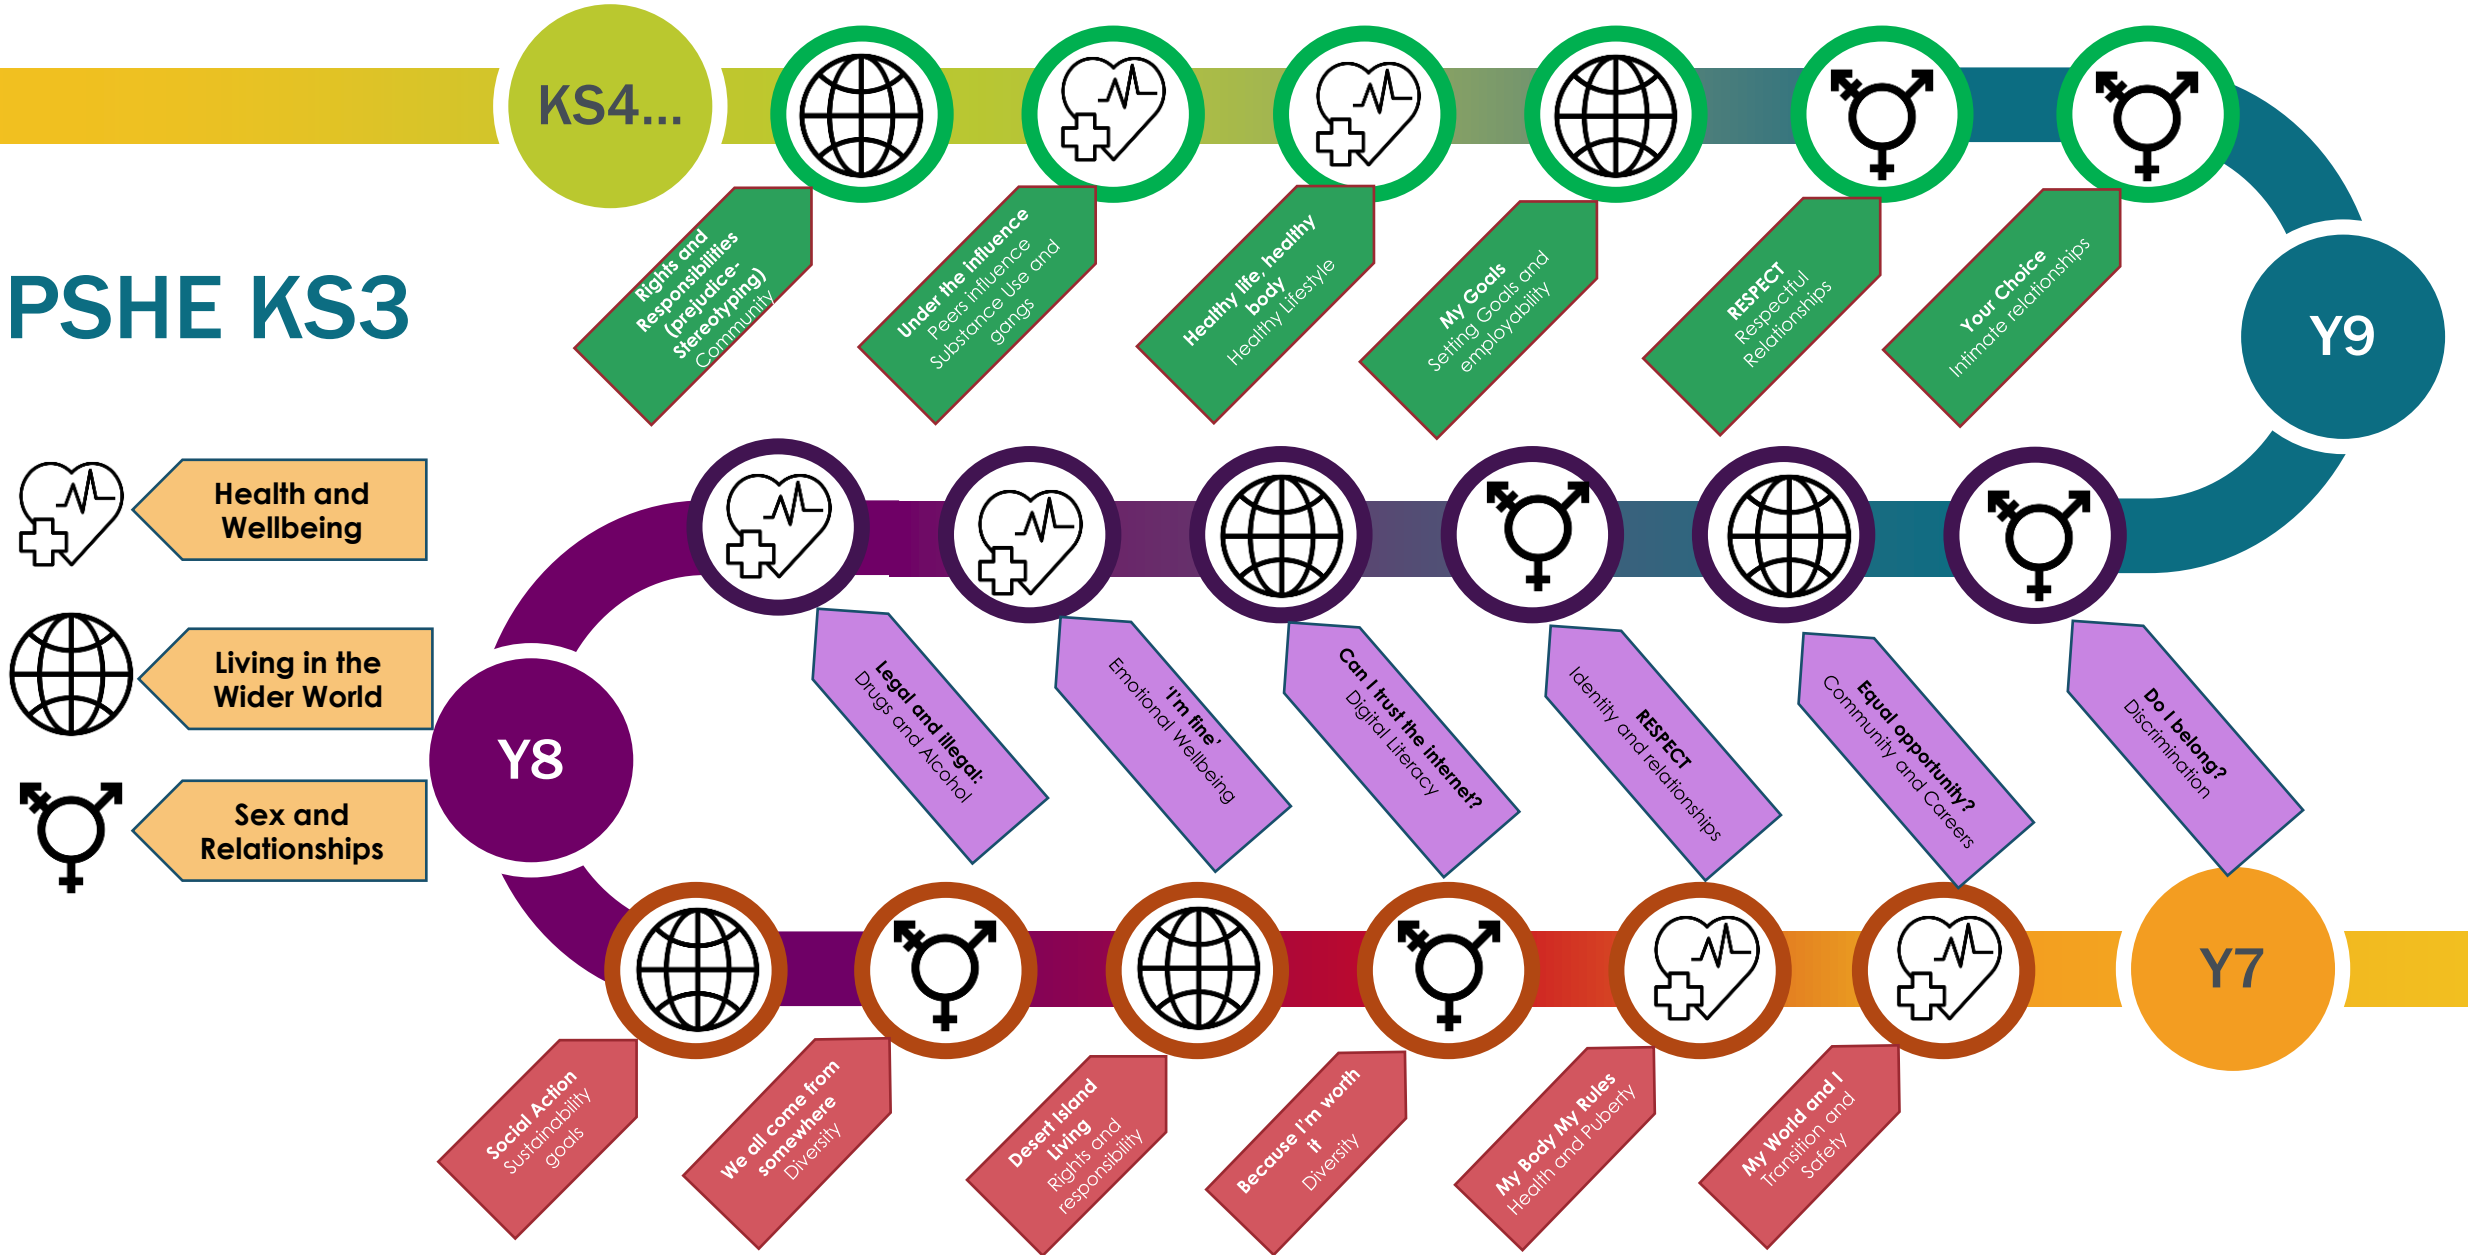 KS4...
Rights and
Responsibilities
(prejudice-
Stereotyping)
Community
Under the influence
Peers influence
Substance Use and
gangs
Healthy life, healthy
body
Healthy Lifestyle
My Goals
Setting Goals and
employability
RESPECT
Respectful
Relationships
Your Choice
Intimate relationships
PSHE KS3
Y9
Health and
Wellbeing
Living in the
Wider World
Sex and
Relationships
Y8
Legal and illegal:
Drugs and Alcohol
'I'm fine'
Emotional Wellbeing
Can I trust the internet?
Digital Literacy
RESPECT
Identity and relationships
Equal opportunity?
Community and Careers
Do I belong?
Discrimination
Y7
Social Action
Sustainability
goals
We all come from
somewhere
Diversity
Desert Island
Living
Rights and
responsibility
Because I'm worth
it
Diversity
My Body My Rules
Health and Puberty
My World and I
Transition and
Safety